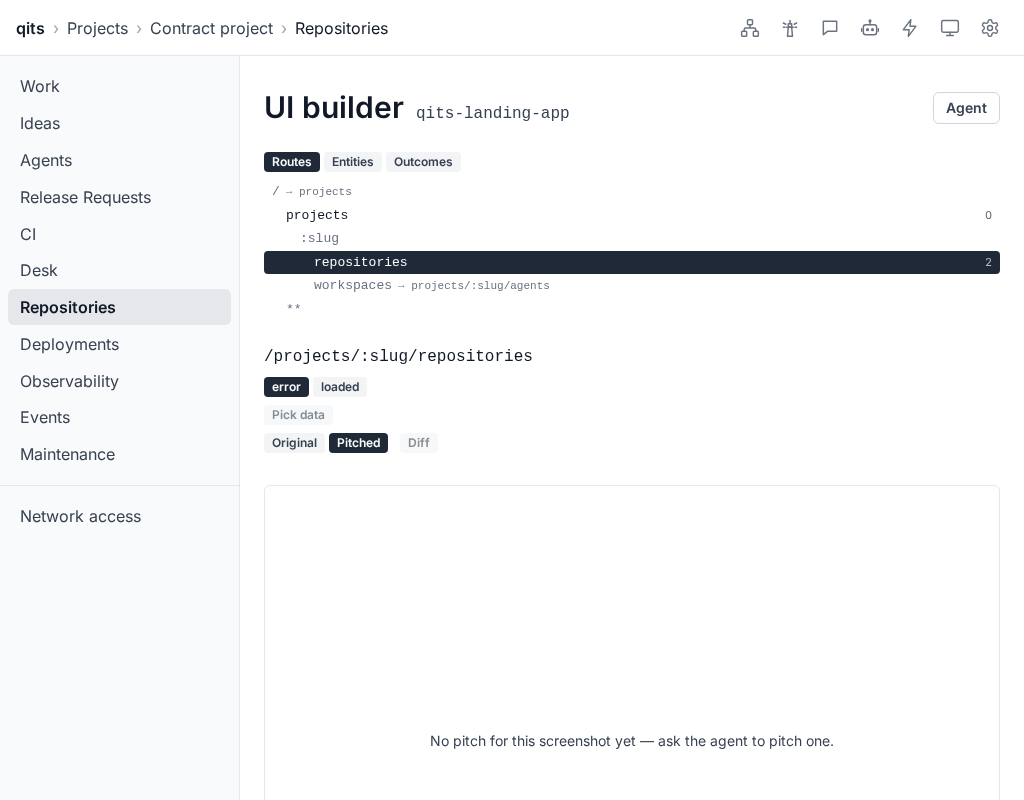 qits › Projects › Contract project › Repositories
Work
Ideas
Agents
Release Requests
CI
Desk
Repositories
Deployments
Observability
Events
Maintenance
Network access
UI builder qits-landing-app
Agent
Routes Entities Outcomes
/ → projects
projects 0
:slug
repositories 2
workspaces → projects/:slug/agents
**
/projects/:slug/repositories
error loaded
Pick data
Original Pitched Diff
No pitch for this screenshot yet — ask the agent to pitch one.